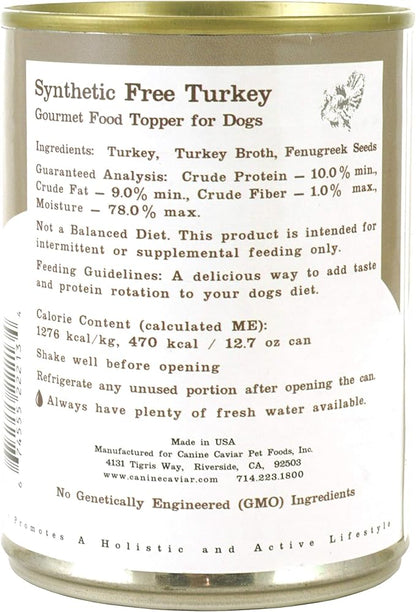 Synthetic Free Turkey
Gourmet Food Topper for Dogs
Ingredients: Turkey, Turkey Broth, Fenugreek Seeds
Guaranteed Analysis: Crude Protein – 10.0% min.,
Crude Fat – 9.0% min., Crude Fiber – 1.0% max.,
Moisture – 78.0% max.
Not a Balanced Diet. This product is intended for
intermittent or supplemental feeding only.
Feeding Guidelines: A delicious way to add taste
and protein rotation to your dogs diet.
Calorie Content (calculated ME):
1276 kcal/kg, 470 kcal / 12.7 oz can
Shake well before opening
Refrigerate any unused portion after opening the can.
Always have plenty of fresh water available.
Made in USA
Manufactured for Canine Caviar Pet Foods, Inc.
4131 Tigris Way, Riverside, CA, 92503
www.caninecaviar.com 714.223.1800
No Genetically Engineered (GMO) Ingredients
Promotes A Holistic and Active Lifestyle